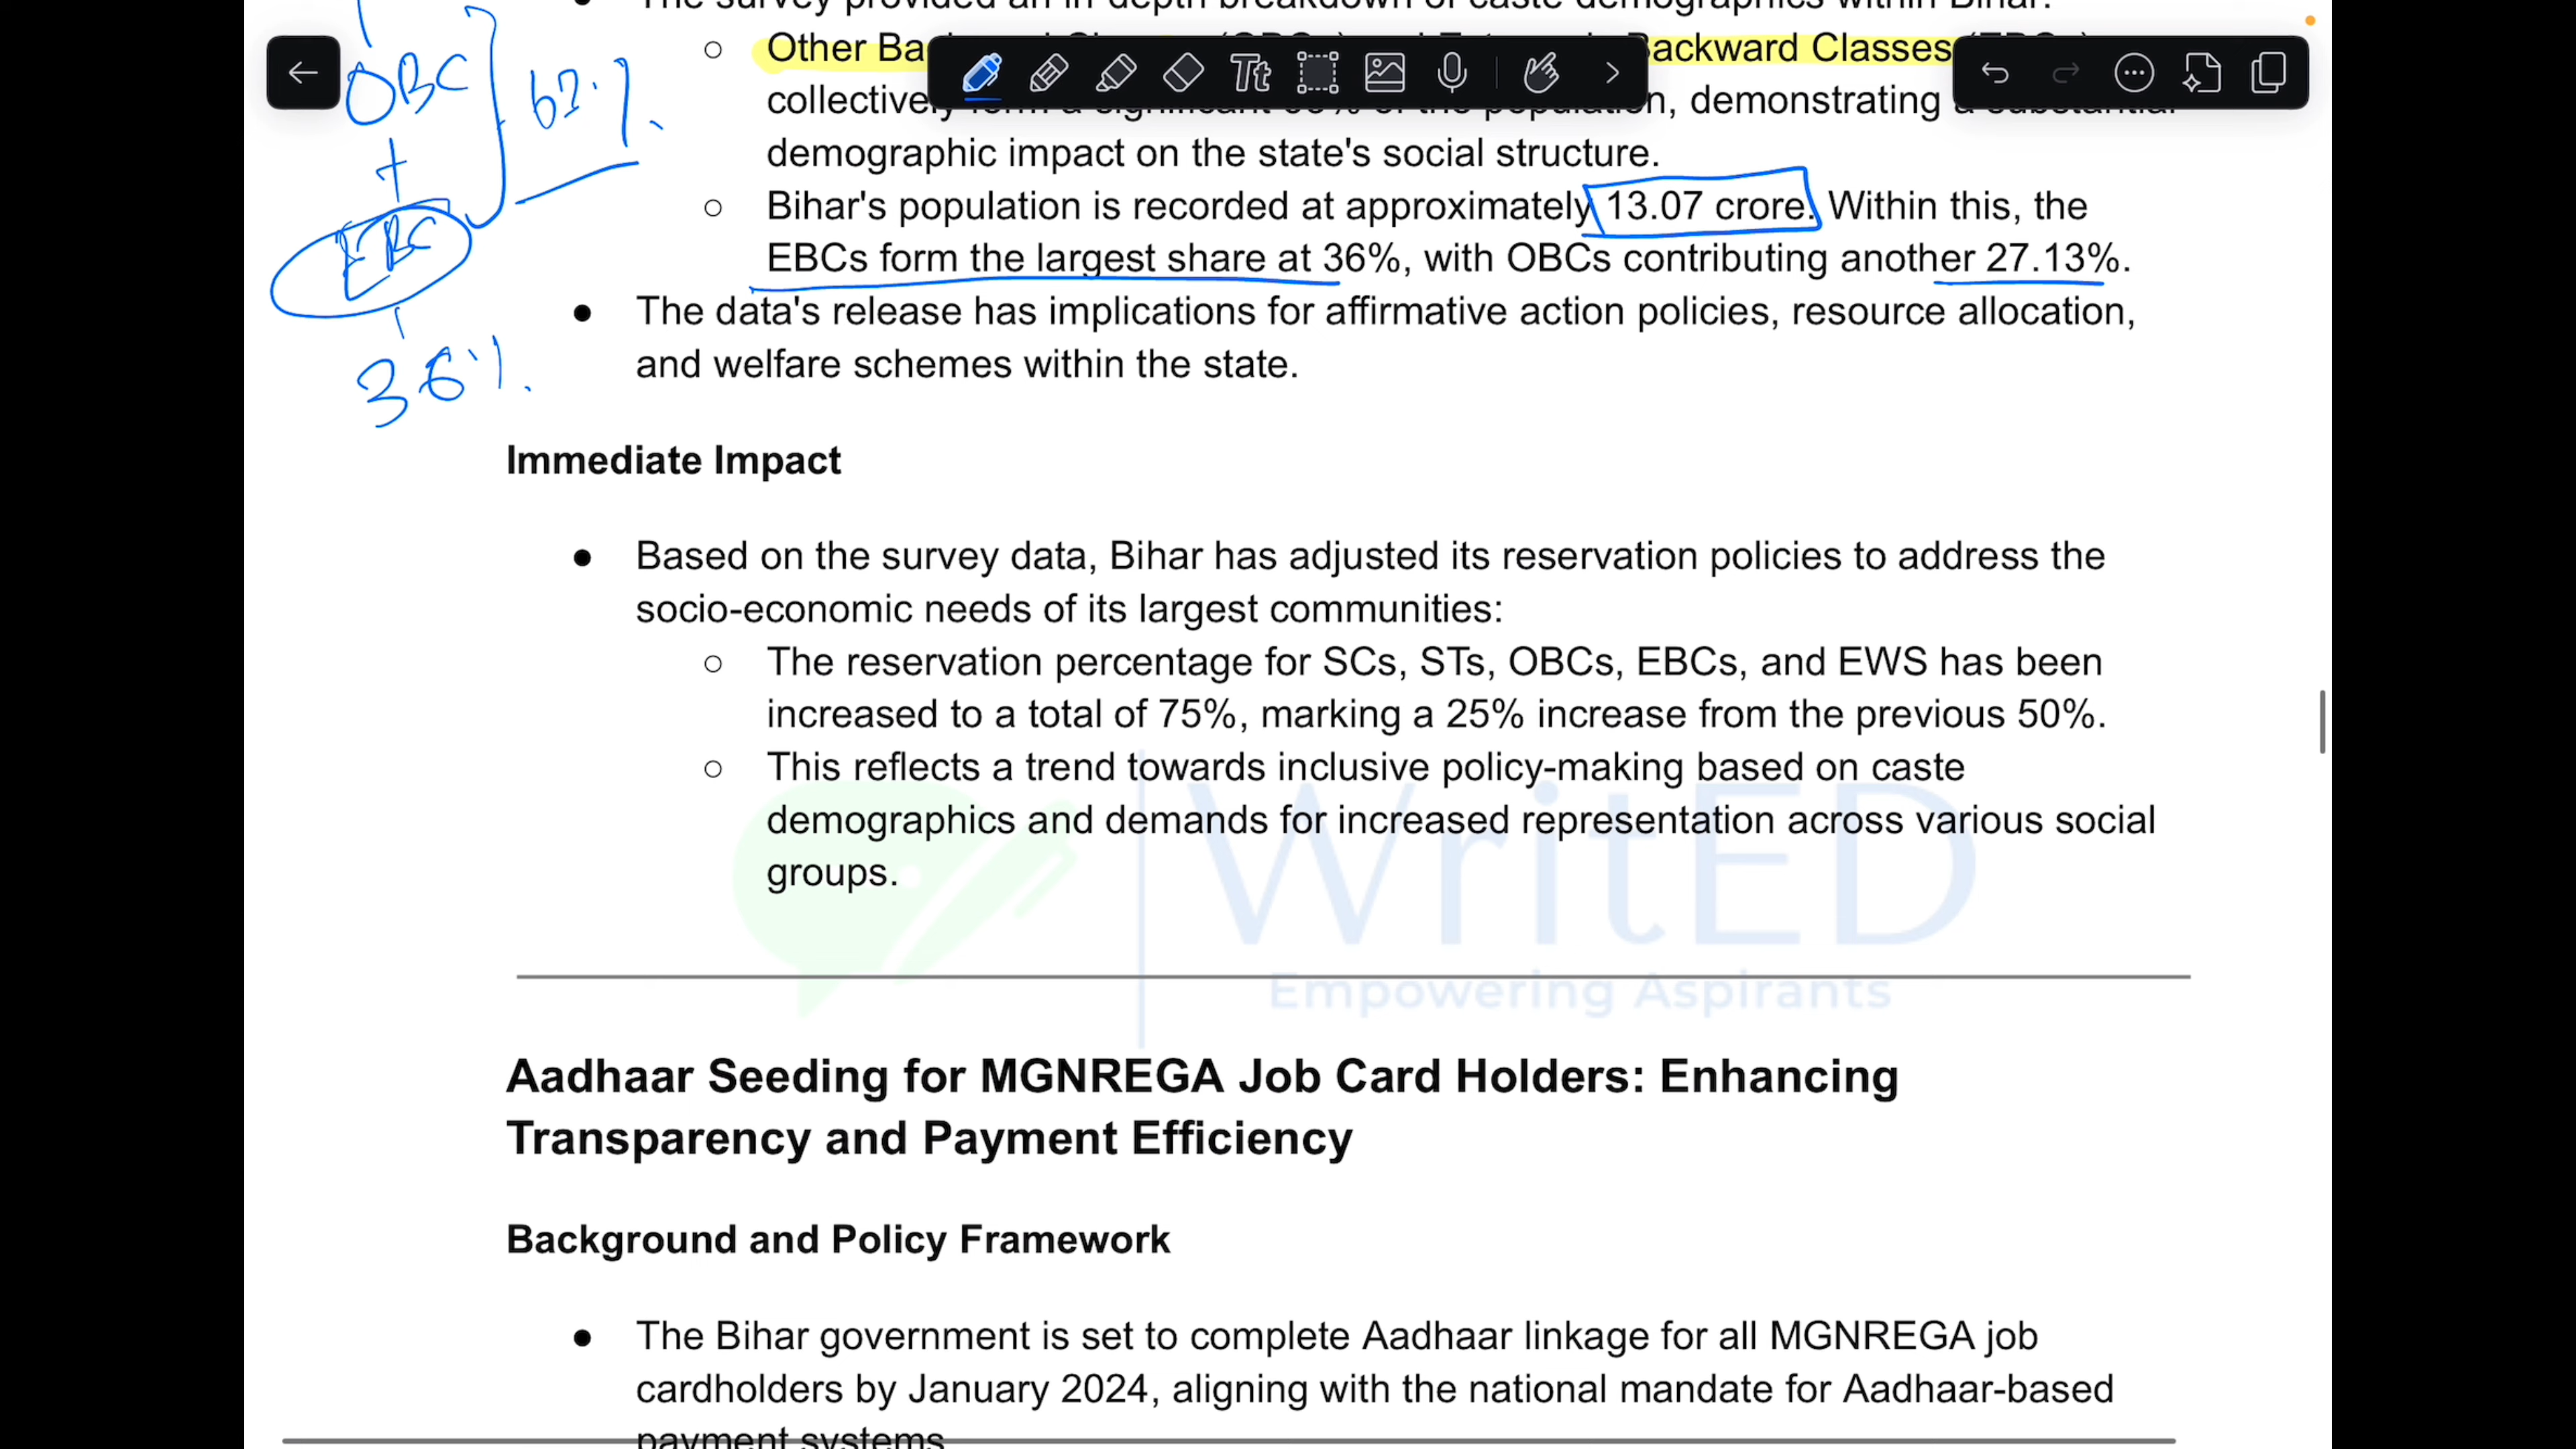 Other Ba Backward Classes
collectively n, demonstrating a substantial
demographic impact on the state's social structure.
Bihar's population is recorded at approximately 13.07 crore. Within this, the
EBCs form the largest share at 36%, with OBCs contributing another 27.13%.
The data's release has implications for affirmative action policies, resource allocation,
and welfare schemes within the state.
OBC
+
EBC
63%.
36%.
Tt
Immediate Impact
Based on the survey data, Bihar has adjusted its reservation policies to address the
socio-economic needs of its largest communities:
The reservation percentage for SCs, STs, OBCs, EBCs, and EWS has been
increased to a total of 75%, marking a 25% increase from the previous 50%.
This reflects a trend towards inclusive policy-making based on caste
demographics and demands for increased representation across various social
groups.
WritED
Empowering Aspirants
Aadhaar Seeding for MGNREGA Job Card Holders: Enhancing
Transparency and Payment Efficiency
Background and Policy Framework
The Bihar government is set to complete Aadhaar linkage for all MGNREGA job
cardholders by January 2024, aligning with the national mandate for Aadhaar-based
payment systems